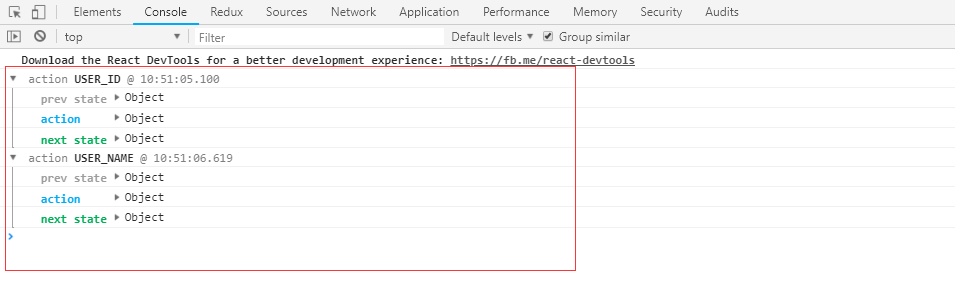 Elements Console Redux Sources Network Application Performance Memory Security Audits
top Filter Default levels Group similar
Download the React DevTools for a better development experience: https://fb.me/react-devtools
action USER_ID @ 10:51:05.100
prev state Object
action Object
next state Object
action USER_NAME @ 10:51:06.619
prev state Object
action Object
next state Object